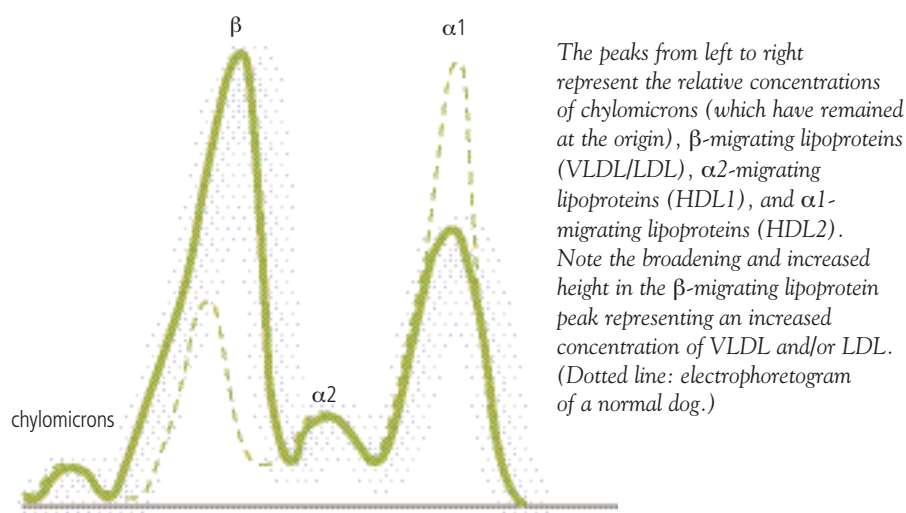 β
α1
α2
chylomicrons
The peaks from left to right
represent the relative concentrations
of chylomicrons (which have remained
at the origin), β-migrating lipoproteins
(VLDL/LDL), α2-migrating
lipoproteins (HDL1), and α1-
migrating lipoproteins (HDL2).
Note the broadening and increased
height in the β-migrating lipoprotein
peak representing an increased
concentration of VLDL and/or LDL.
(Dotted line: electrophoretogram
of a normal dog.)